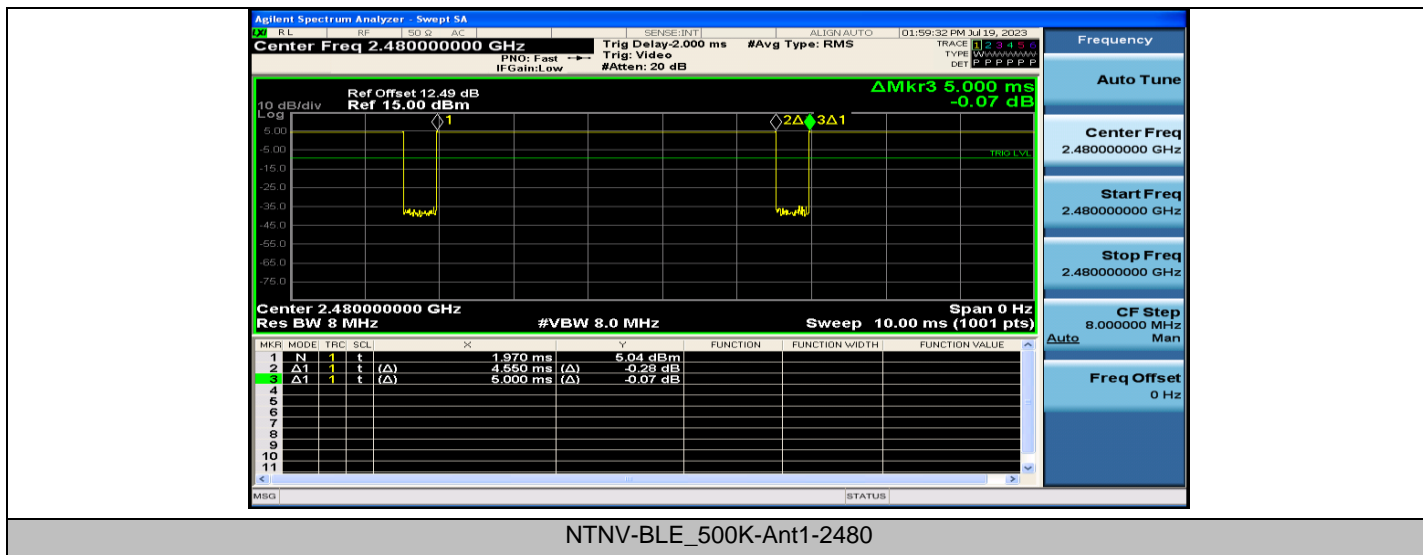 Agilent Spectrum Analyzer - Swept SA
LXI RL RF 50 Ω AC SENSE:INT ALIGN AUTO 01:59:32 PM Jul 19, 2023
Center Freq 2.480000000 GHz
PNO: Fast
IFGain:Low
Trig Delay-2.000 ms
Trig: Video
#Atten: 20 dB
#Avg Type: RMS
TRACE 1 2 3 4 5 6
TYPE WWWWWW
DET P P P P P P
Ref Offset 12.49 dB
10 dB/div Ref 15.00 dBm
Log
ΔMkr3 5.000 ms
-0.07 dB
1 2Δ 3Δ1
5.00
-5.00
TRIG LVL
-15.0
-25.0
-35.0
-45.0
-55.0
-65.0
-75.0
Center 2.480000000 GHz Span 0 Hz
Res BW 8 MHz #VBW 8.0 MHz Sweep 10.00 ms (1001 pts)
MKR MODE TRC SCL X Y FUNCTION FUNCTION WIDTH FUNCTION VALUE
1 N 1 t 1.970 ms 5.04 dBm
2 Δ1 1 t (Δ) 4.550 ms (Δ) -0.28 dB
3 Δ1 1 t (Δ) 5.000 ms (Δ) -0.07 dB
4
5
6
7
8
9
10
11
MSG STATUS
Frequency
Auto Tune
Center Freq
2.480000000 GHz
Start Freq
2.480000000 GHz
Stop Freq
2.480000000 GHz
CF Step
8.000000 MHz
Auto Man
Freq Offset
0 Hz
NTNV-BLE_500K-Ant1-2480